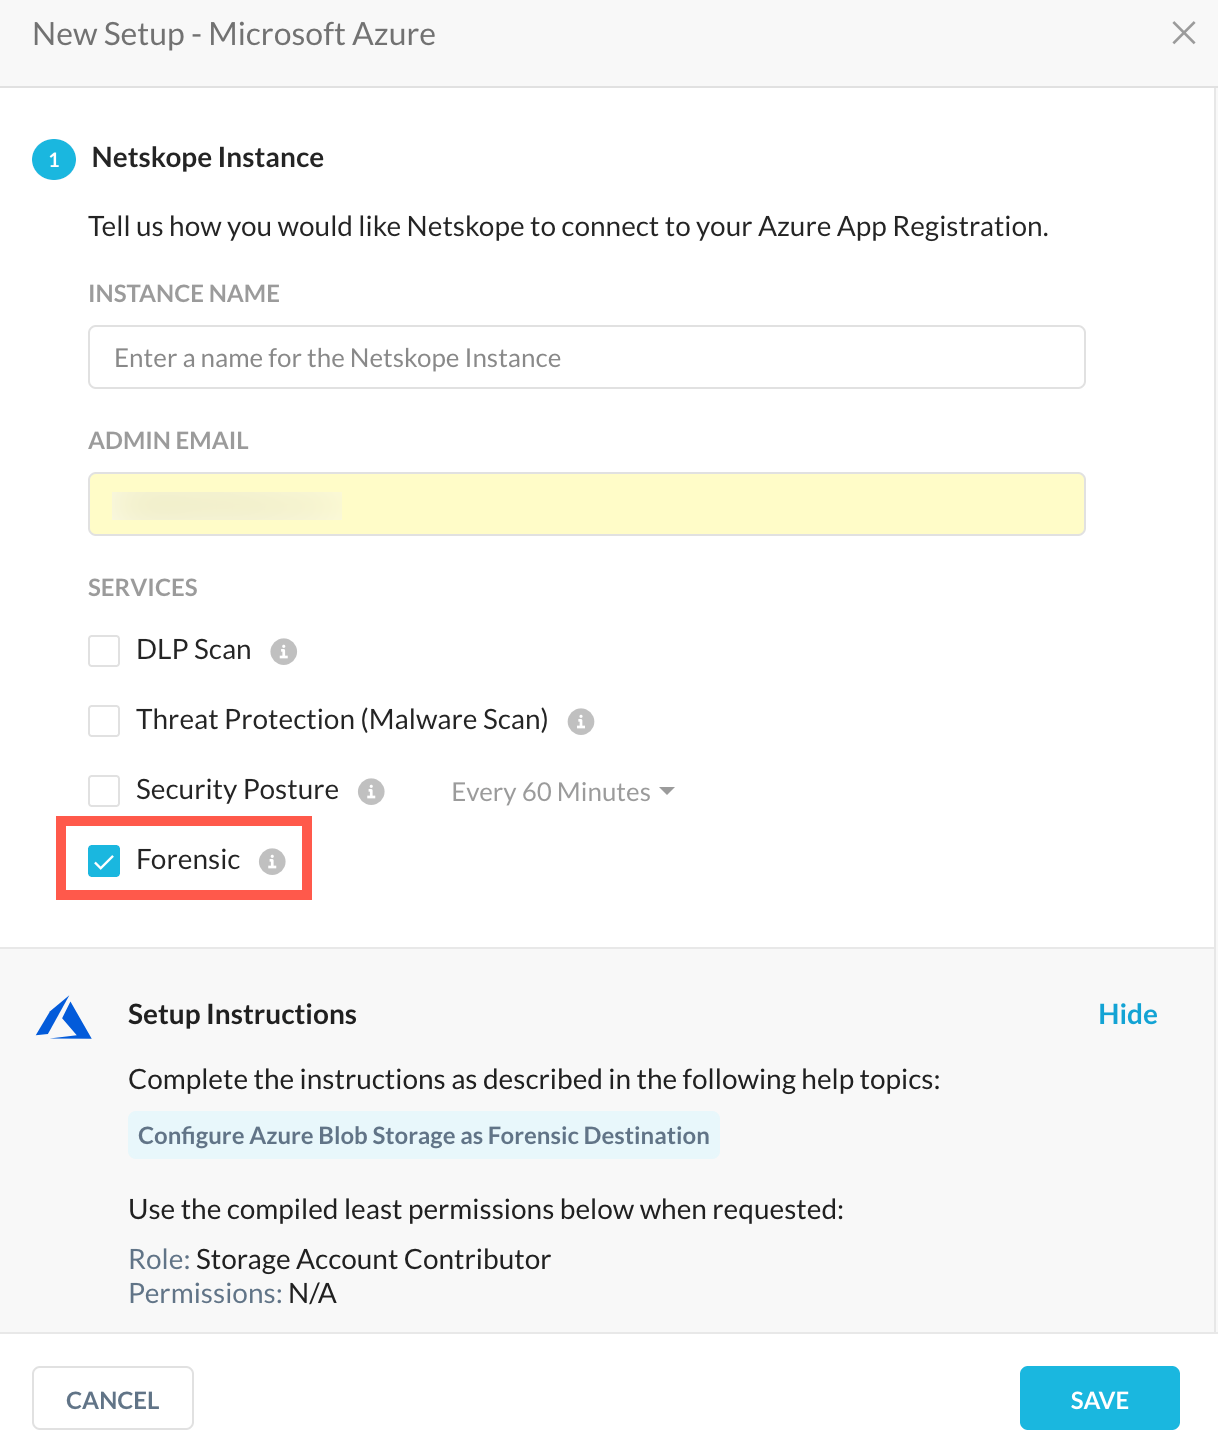 New Setup - Microsoft Azure
1 Netskope Instance
Tell us how you would like Netskope to connect to your Azure App Registration.
INSTANCE NAME
Enter a name for the Netskope Instance
ADMIN EMAIL
SERVICES
DLP Scan i
Threat Protection (Malware Scan) i
Security Posture i Every 60 Minutes
Forensic i
Setup Instructions Hide
Complete the instructions as described in the following help topics:
Configure Azure Blob Storage as Forensic Destination
Use the compiled least permissions below when requested:
Role: Storage Account Contributor
Permissions: N/A
CANCEL SAVE